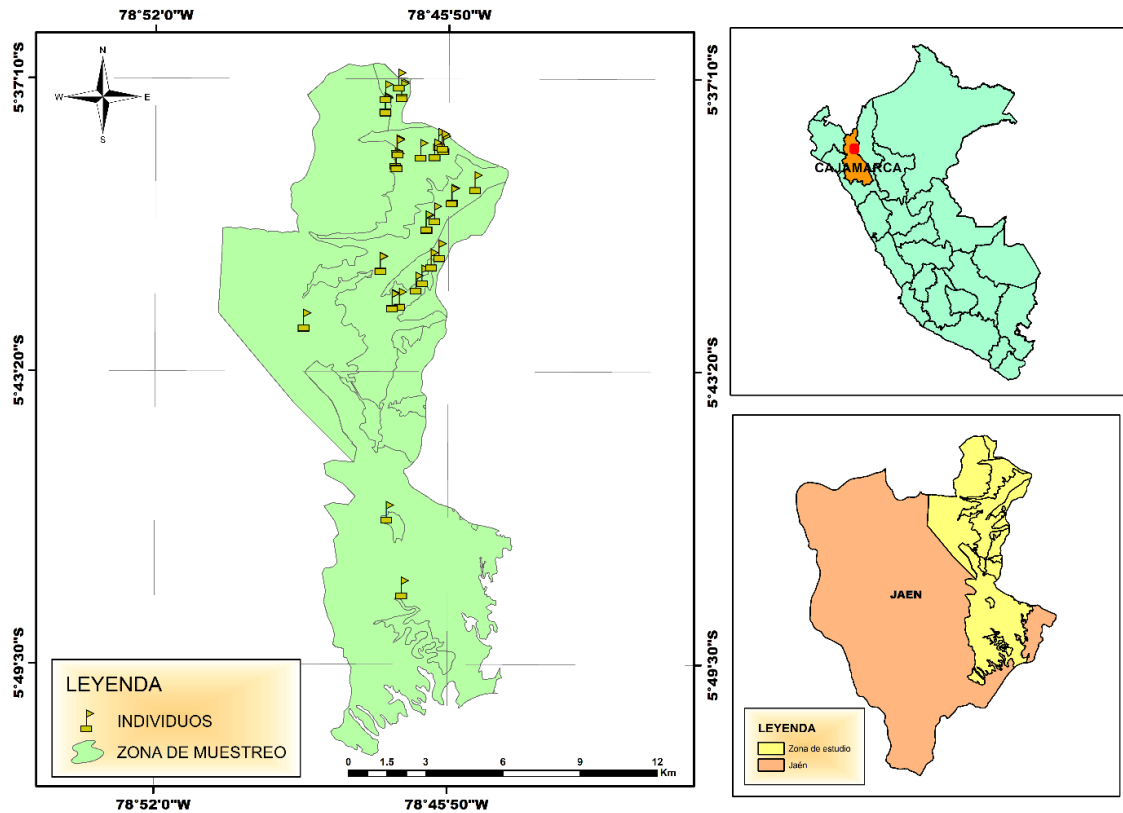 78°52'0"W
78°45'50"W
5°37'10"S
5°37'10"S
N
W
E
S
5°43'20"S
5°43'20"S
5°49'30"S
5°49'30"S
LEYENDA
INDIVIDUOS
ZONA DE MUESTREO
0 1.5 3 6 9 12
Km
78°52'0"W
78°45'50"W
CAJAMARCA
JAEN
LEYENDA
Zona de estudio
Jaén